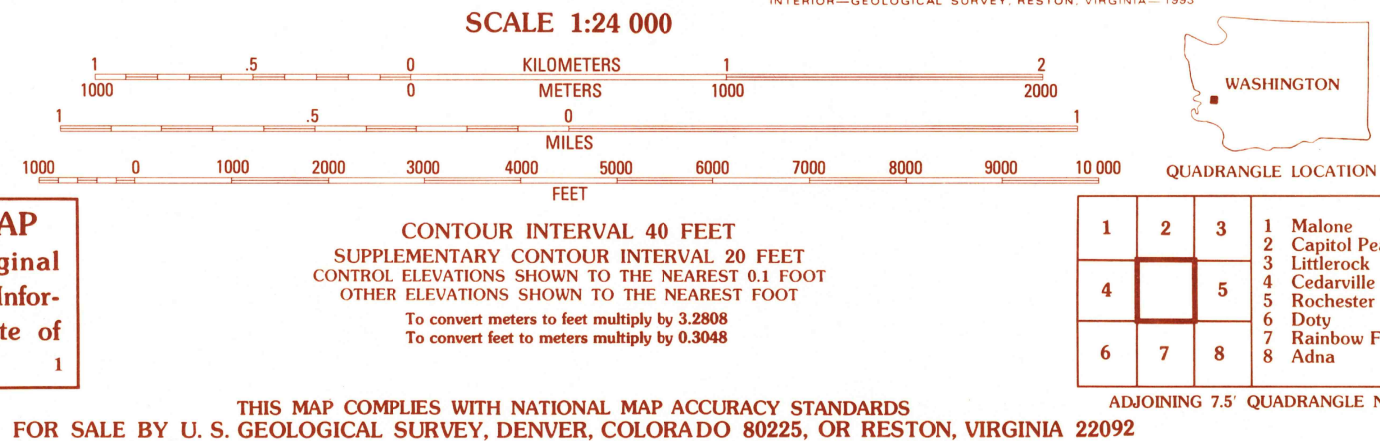 INTERIOR—GEOLOGICAL SURVEY, RESTON, VIRGINIA—1993
SCALE 1:24 000
1 .5 0 KILOMETERS 1 2
1000 0 METERS 1000 2000
1 .5 0 1
MILES
1000 0 1000 2000 3000 4000 5000 6000 7000 8000 9000 10 000
FEET
WASHINGTON
QUADRANGLE LOCATION
AP
ginal
Infor-
te of
1
CONTOUR INTERVAL 40 FEET
SUPPLEMENTARY CONTOUR INTERVAL 20 FEET
CONTROL ELEVATIONS SHOWN TO THE NEAREST 0.1 FOOT
OTHER ELEVATIONS SHOWN TO THE NEAREST FOOT
To convert meters to feet multiply by 3.2808
To convert feet to meters multiply by 0.3048
1 2 3
4 5
6 7 8
1 Malone
2 Capitol Pea
3 Littlerock
4 Cedarville
5 Rochester
6 Doty
7 Rainbow F
8 Adna
ADJOINING 7.5' QUADRANGLE N
THIS MAP COMPLIES WITH NATIONAL MAP ACCURACY STANDARDS
FOR SALE BY U. S. GEOLOGICAL SURVEY, DENVER, COLORADO 80225, OR RESTON, VIRGINIA 22092